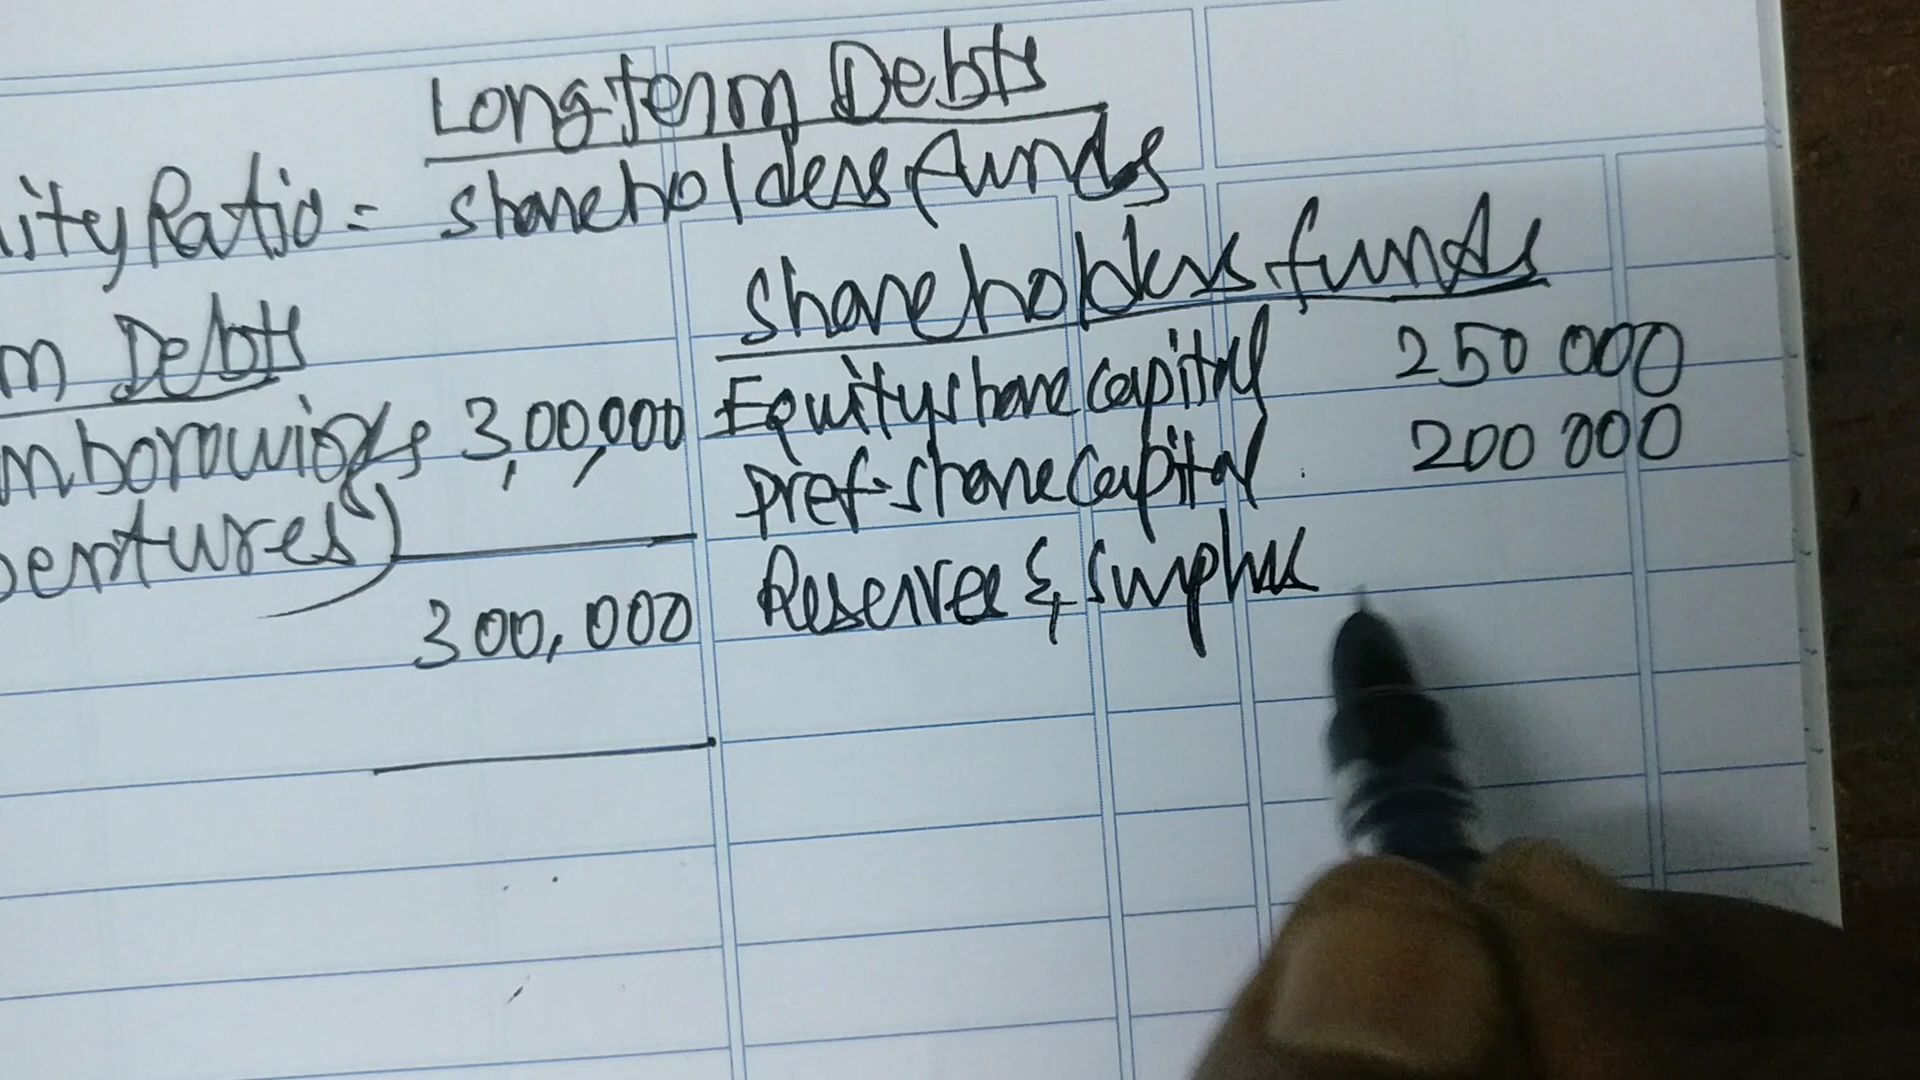 Long-term Debts
ity Ratio = Shareholders funds
m Debts
m borowings 3,00,000
entures)
300,000
Shareholders funds
Equity share capital 250 000
Pref-share Capital 200 000
Reserves & Surplus